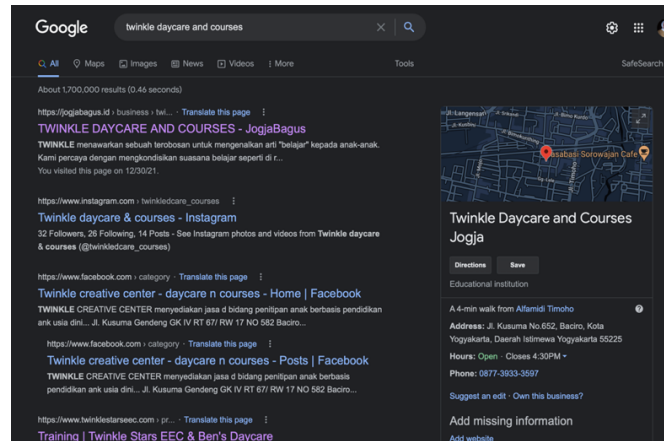 Google
twinkle daycare and courses
All Maps Images News Videos More Tools SafeSearch
About 1,700,000 results (0.46 seconds)
https://jogjabagus.id › business › twi... · Translate this page
TWINKLE DAYCARE AND COURSES - JogjaBagus
TWINKLE menawarkan sebuah terobosan untuk mengenalkan arti "belajar" kepada anak-anak.
Kami percaya dengan mengkondisikan suasana belajar seperti di r...
You visited this page on 12/30/21.
https://www.instagram.com › twinkledcare_courses
Twinkle daycare & courses - Instagram
32 Followers, 26 Following, 14 Posts - See Instagram photos and videos from Twinkle daycare
& courses (@twinkledcare_courses)
https://www.facebook.com › category · Translate this page
Twinkle creative center - daycare n courses - Home | Facebook
TWINKLE CREATIVE CENTER menyediakan jasa d bidang penitipan anak berbasis pendidikan
ank usia dini... Jl. Kusuma Gendeng GK IV RT 67/ RW 17 NO 582 Baciro...
https://www.facebook.com › category · Translate this page
Twinkle creative center - daycare n courses - Posts | Facebook
TWINKLE CREATIVE CENTER menyediakan jasa d bidang penitipan anak berbasis
pendidikan ank usia dini... Jl. Kusuma Gendeng GK IV RT 67/ RW 17 NO 582 Baciro...
https://www.twinklestarseec.com › pr... · Translate this page
Training | Twinkle Stars EEC & Ben's Daycare
Jl. Langensari
Jl. Kusbini
asabasi Sorowajan Cafe
Twinkle Daycare and Courses
Jogja
Directions Save
Educational institution
A 4-min walk from Alfamidi Timoho
Address: Jl. Kusuma No.652, Baciro, Kota
Yogyakarta, Daerah Istimewa Yogyakarta 55225
Hours: Open · Closes 4:30PM
Phone: 0877-3933-3597
Suggest an edit · Own this business?
Add missing information
Add website